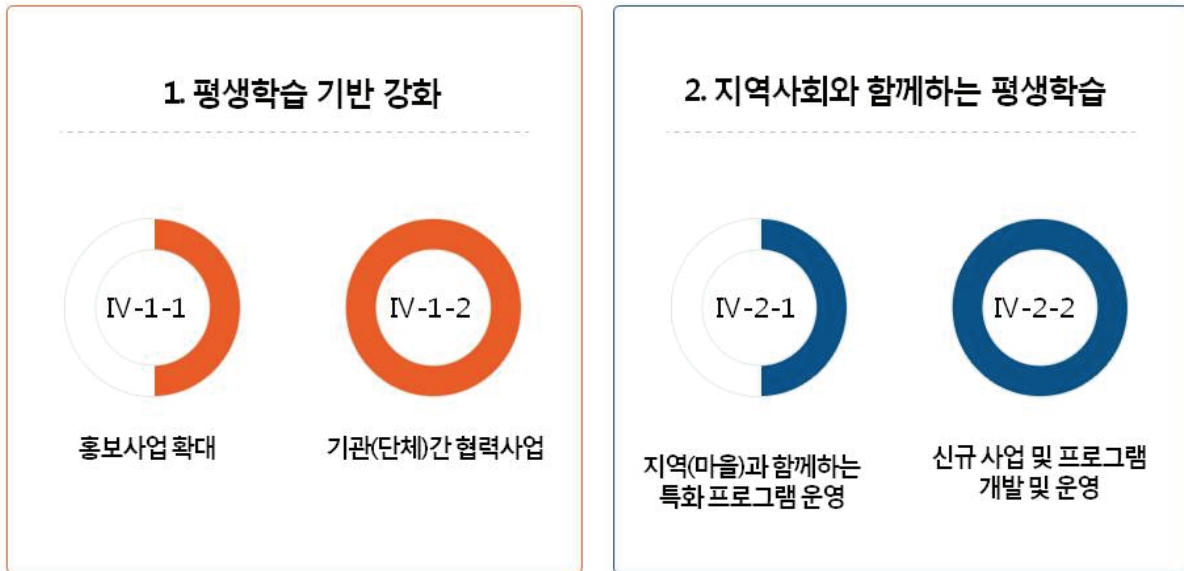 1. 평생학습 기반 강화
Ⅳ-1-1
Ⅳ-1-2
홍보사업 확대
기관(단체)간 협력사업
2. 지역사회와 함께하는 평생학습
Ⅳ-2-1
Ⅳ-2-2
지역(마을)과 함께하는
특화 프로그램 운영
신규 사업 및 프로그램
개발 및 운영